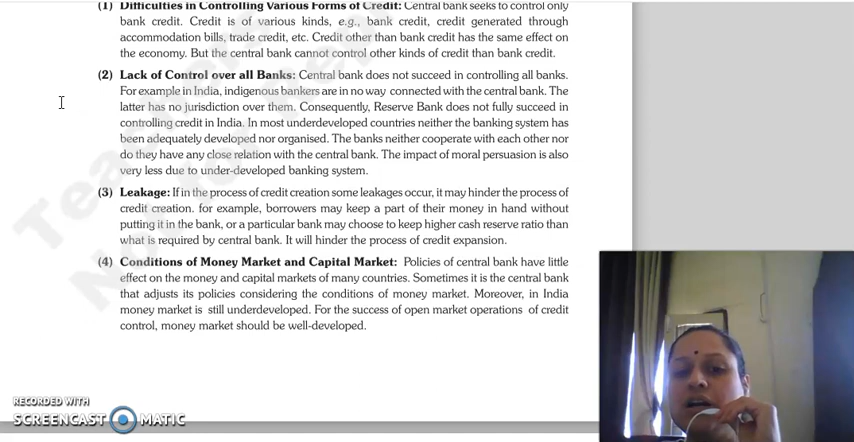 (1) Difficulties in Controlling Various Forms of Credit: Central bank seeks to control only
bank credit. Credit is of various kinds, e.g., bank credit, credit generated through
accommodation bills, trade credit, etc. Credit other than bank credit has the same effect on
the economy. But the central bank cannot control other kinds of credit than bank credit.
(2) Lack of Control over all Banks: Central bank does not succeed in controlling all banks.
For example in India, indigenous bankers are in no way connected with the central bank. The
latter has no jurisdiction over them. Consequently, Reserve Bank does not fully succeed in
controlling credit in India. In most underdeveloped countries neither the banking system has
been adequately developed nor organised. The banks neither cooperate with each other nor
do they have any close relation with the central bank. The impact of moral persuasion is also
very less due to under-developed banking system.
(3) Leakage: If in the process of credit creation some leakages occur, it may hinder the process of
credit creation. for example, borrowers may keep a part of their money in hand without
putting it in the bank, or a particular bank may choose to keep higher cash reserve ratio than
what is required by central bank. It will hinder the process of credit expansion.
(4) Conditions of Money Market and Capital Market: Policies of central bank have little
effect on the money and capital markets of many countries. Sometimes it is the central bank
that adjusts its policies considering the conditions of money market. Moreover, in India
money market is still underdeveloped. For the success of open market operations of credit
control, money market should be well-developed.
RECORDED WITH
SCREENCAST MATIC